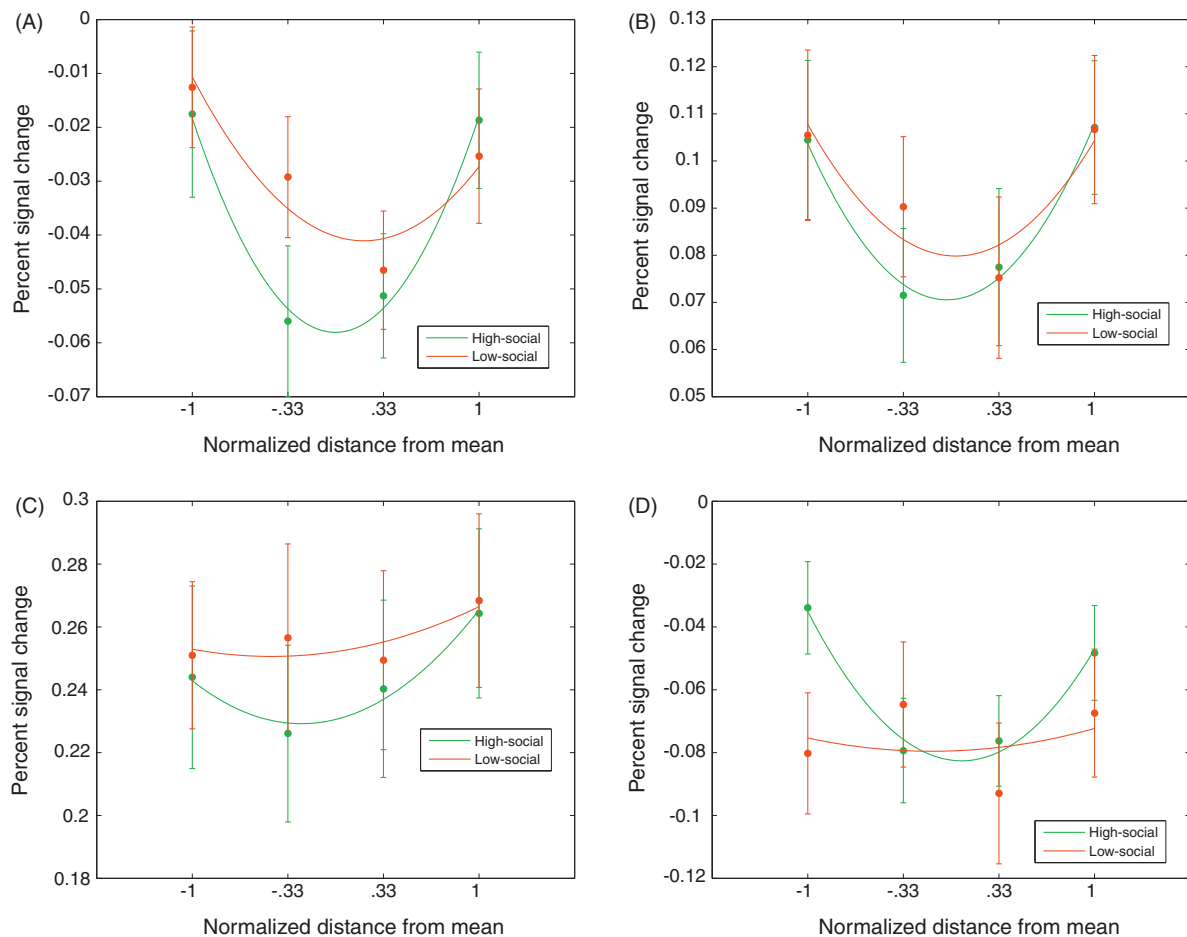 (A)
0
-0.01
-0.02
-0.03
-0.04
-0.05
-0.06
-0.07
Percent signal change
High-social
Low-social
-1 -.33 .33 1
Normalized distance from mean
(B)
0.13
0.12
0.11
0.1
0.09
0.08
0.07
0.06
0.05
Percent signal change
High-social
Low-social
-1 -.33 .33 1
Normalized distance from mean
(C)
0.3
0.28
0.26
0.24
0.22
0.2
0.18
Percent signal change
High-social
Low-social
-1 -.33 .33 1
Normalized distance from mean
(D)
0
-0.02
-0.04
-0.06
-0.08
-0.1
-0.12
Percent signal change
High-social
Low-social
-1 -.33 .33 1
Normalized distance from mean